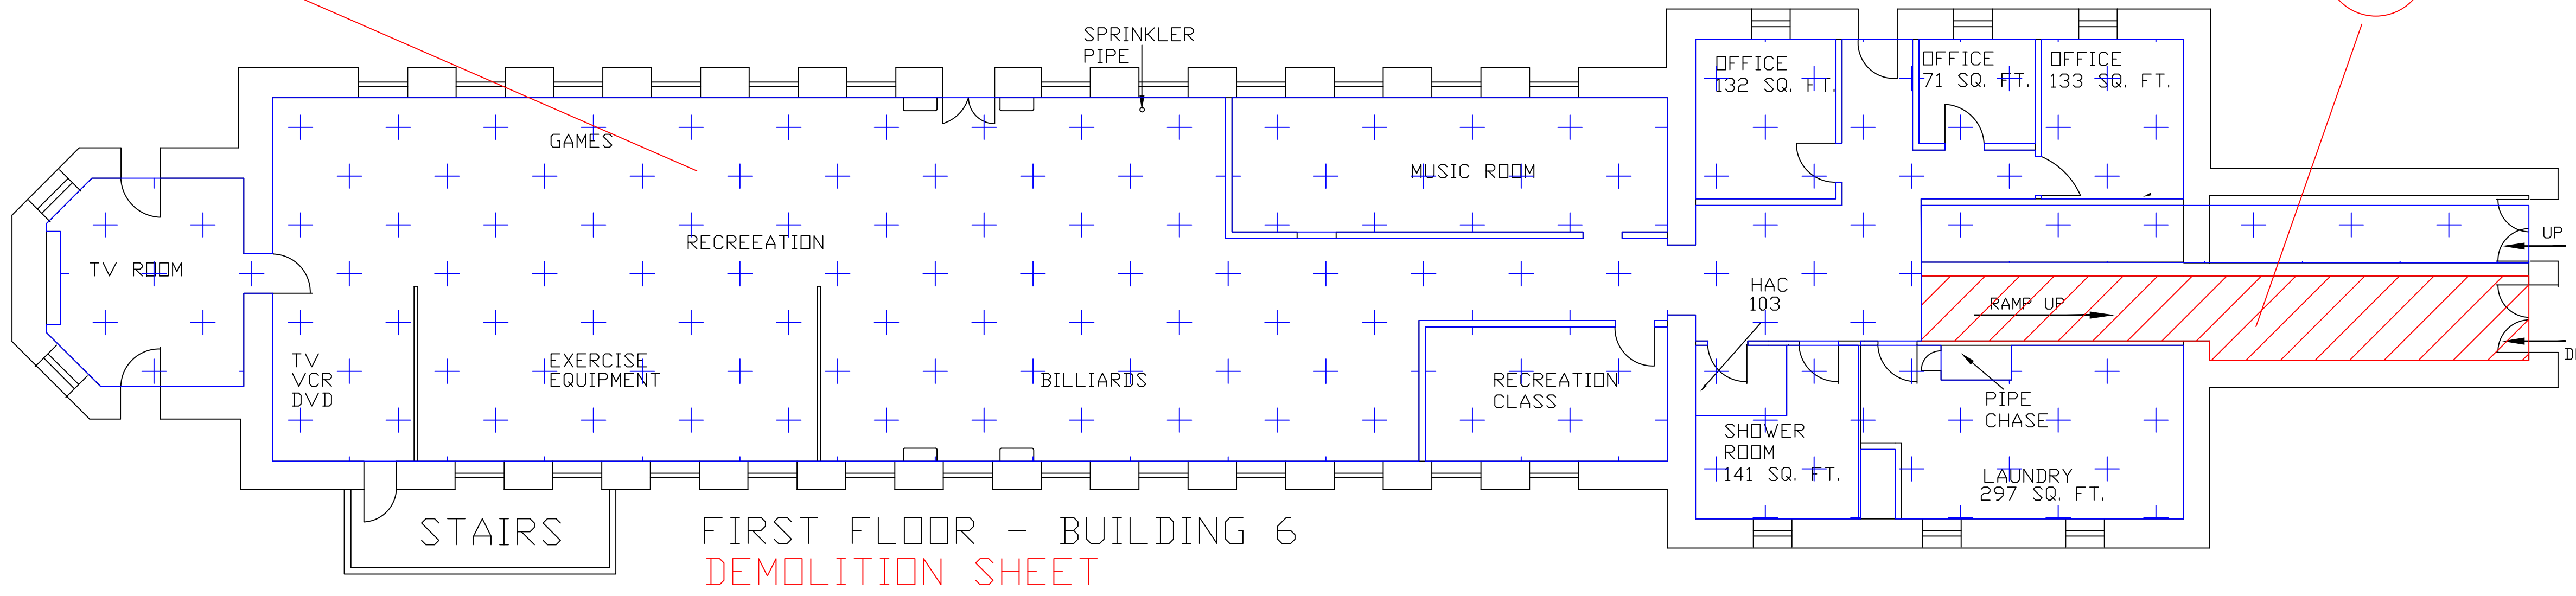 SPRINKLER
PIPE
OFFICE
132 SQ. FT.
OFFICE
71 SQ. FT.
OFFICE
133 SQ. FT.
GAMES
MUSIC ROOM
RECREEATION
UP
TV ROOM
HAC
103
RAMP UP
TV
VCR
DVD
EXERCISE
EQUIPMENT
BILLIARDS
RECREATION
CLASS
PIPE
CHASE
SHOWER
ROOM
141 SQ. FT.
LAUNDRY
297 SQ. FT.
STAIRS
FIRST FLOOR - BUILDING 6
DEMOLITION SHEET